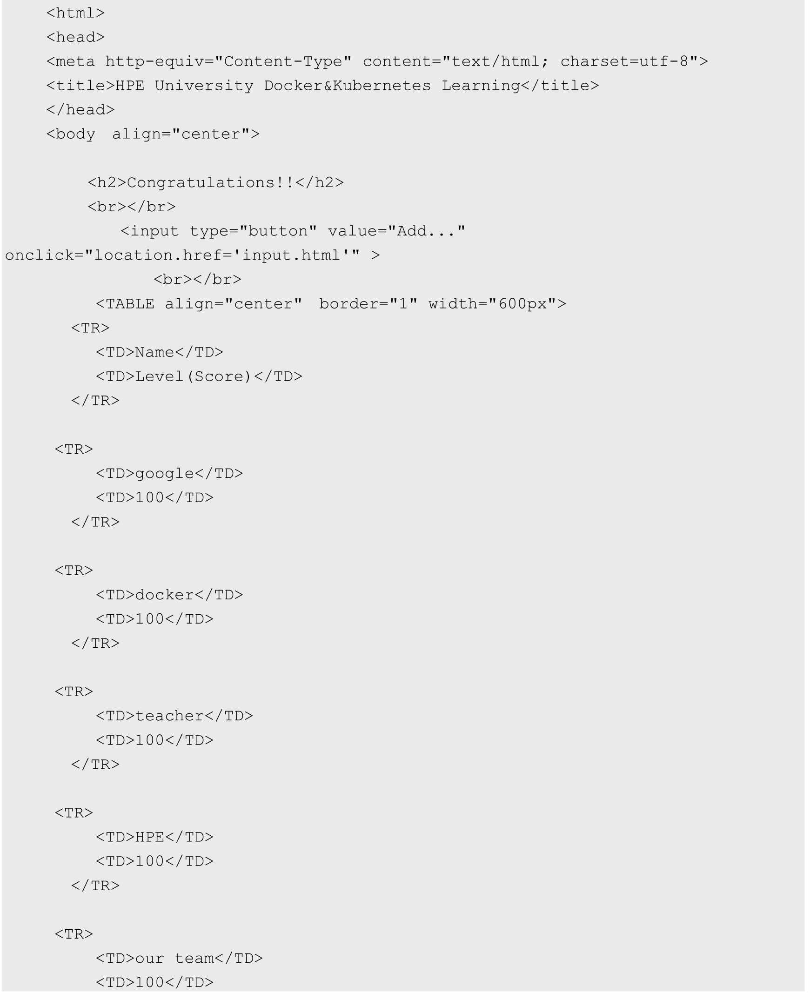 <html>
<head>
<meta http-equiv="Content-Type" content="text/html; charset=utf-8">
<title>HPE University Docker&Kubernetes Learning</title>
</head>
<body  align="center">
<h2>Congratulations!!</h2>
<br></br>
<input type="button" value="Add..."
onclick="location.href='input.html'" >
<br></br>
<TABLE align="center"  border="1" width="600px">
<TR>
<TD>Name</TD>
<TD>Level(Score)</TD>
</TR>
<TR>
<TD>google</TD>
<TD>100</TD>
</TR>
<TR>
<TD>docker</TD>
<TD>100</TD>
</TR>
<TR>
<TD>teacher</TD>
<TD>100</TD>
</TR>
<TR>
<TD>HPE</TD>
<TD>100</TD>
</TR>
<TR>
<TD>our team</TD>
<TD>100</TD>